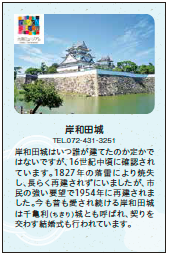 岸和田城
TEL.072-431-3251
岸和田城はいつ誰が建てたのか定かで
はないですが、16世紀中頃に確認され
ています。1827年の落雷により焼失
し、長らく再建されずにいましたが、市
民の強い要望で1954年に再建されま
した。今も昔も愛され続ける岸和田城
は千亀利(ちきり)城とも呼ばれ、契りを
交わす結婚式も行われています。